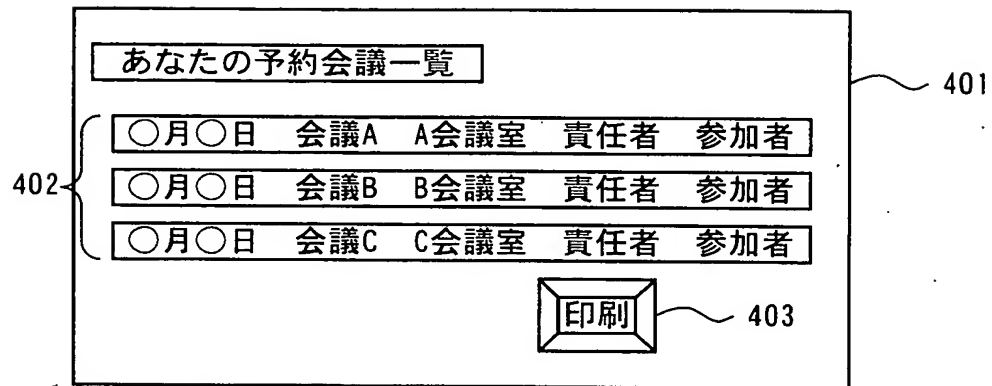 あなたの予約会議一覧
401
○月○日 会議A A会議室 責任者 参加者
402
○月○日 会議B B会議室 責任者 参加者
○月○日 会議C C会議室 責任者 参加者
印刷
403